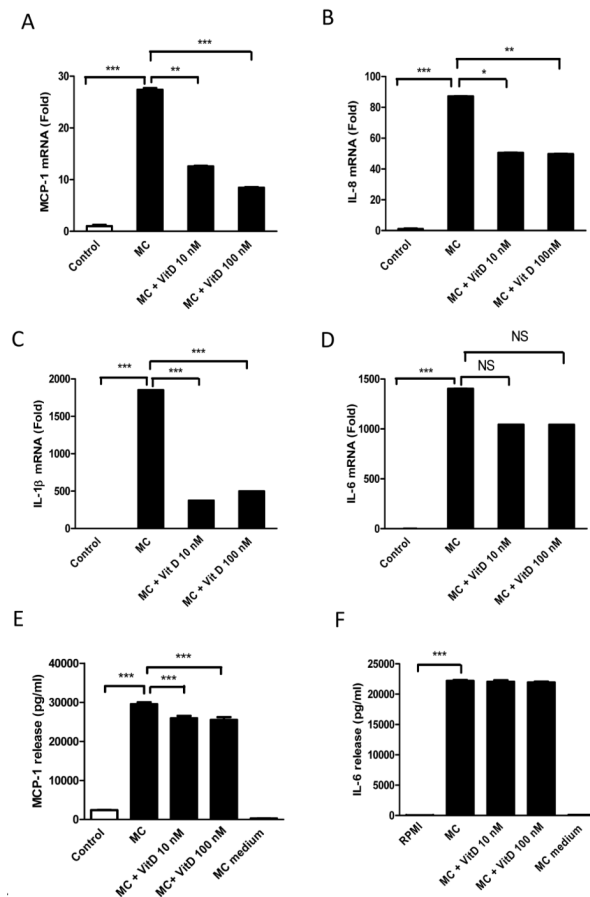 A
MCP-1 mRNA (Fold)
30
20
10
0
***
***
**
Control
MC
MC + VitD 10 nM
MC + VitD 100 nM
B
IL-8 mRNA (Fold)
100
80
60
40
20
0
**
***
*
Control
MC
MC + VitD 10 nM
MC + Vit D 100nM
C
IL-1β mRNA (Fold)
2000
1500
1000
500
0
***
***
***
Control
MC
MC + Vit D 10 nM
MC + Vit D 100 nM
D
IL-6 mRNA (Fold)
1500
1000
500
0
NS
***
NS
Control
MC
MC + VitD 10 nM
MC + VitD 100 nM
E
MCP-1 release (pg/ml)
40000
30000
20000
10000
0
***
***
***
Control
MC
MC + VitD 10 nM
MC+ VitD 100 nM
MC medium
F
IL-6 release (pg/ml)
25000
20000
15000
10000
5000
0
***
RPMI
MC
MC + VitD 10 nM
MC + VitD 100 nM
MC medium